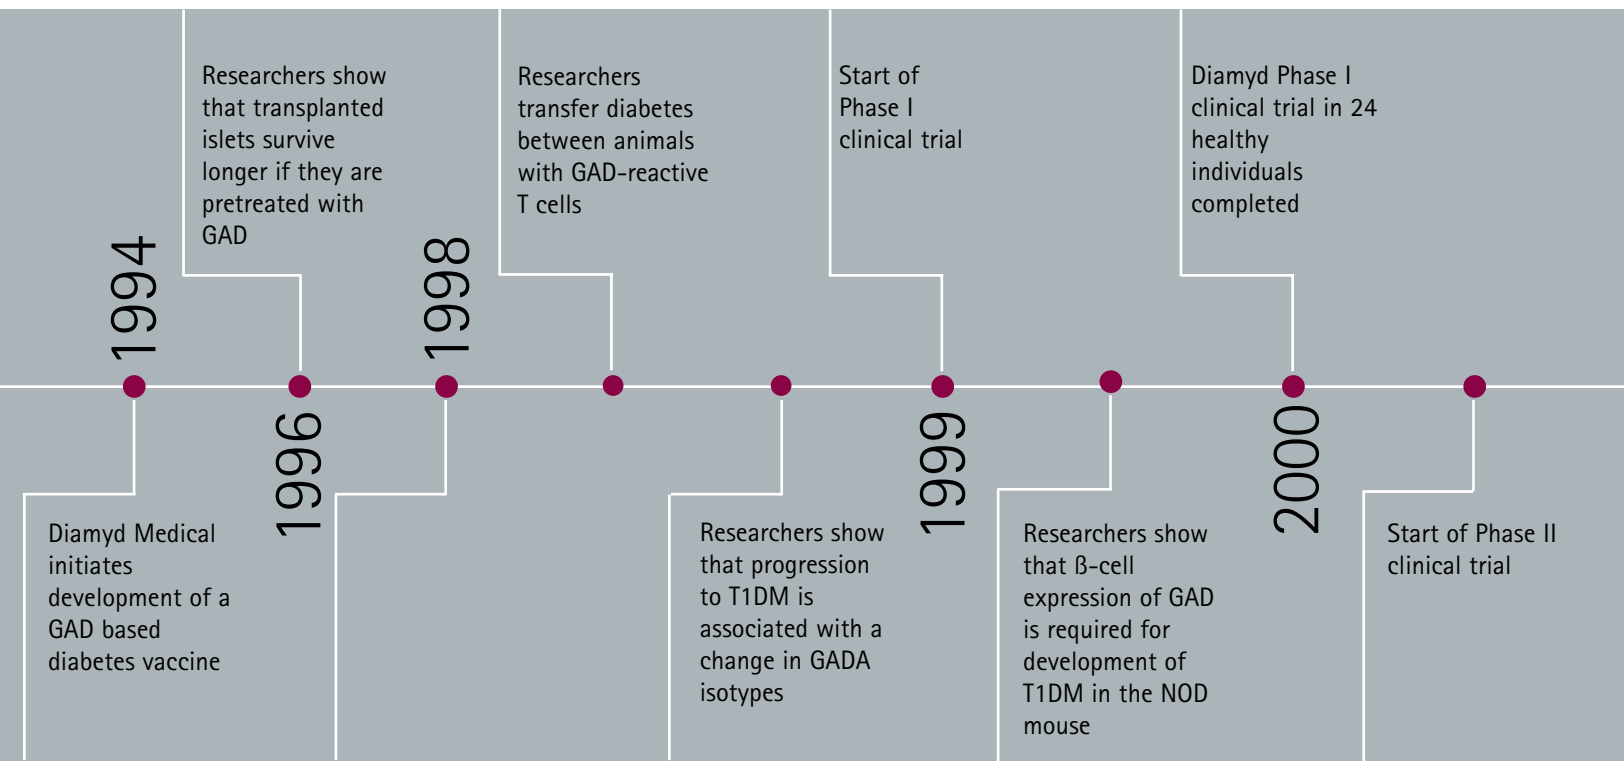 1994
Diamyd Medical
initiates
development of a
GAD based
diabetes vaccine
Researchers show
that transplanted
islets survive
longer if they are
pretreated with
GAD
1996
1998
Researchers
transfer diabetes
between animals
with GAD-reactive
T cells
Researchers show
that progression
to T1DM is
associated with a
change in GADA
isotypes
Start of
Phase I
clinical trial
1999
Researchers show
that ß-cell
expression of GAD
is required for
development of
T1DM in the NOD
mouse
Diamyd Phase I
clinical trial in 24
healthy
individuals
completed
2000
Start of Phase II
clinical trial